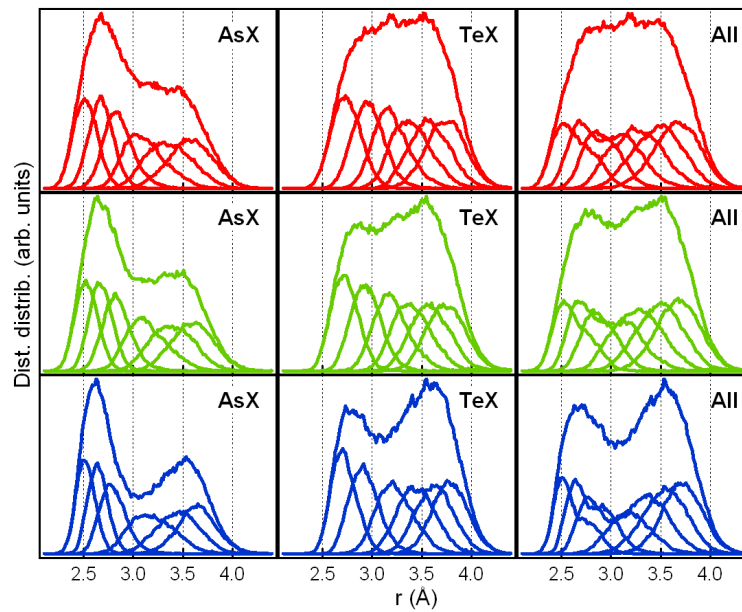 AsX TeX All
AsX TeX All
AsX TeX All
Dist. distrib. (arb. units)
2.5 3.0 3.5 4.0 2.5 3.0 3.5 4.0 2.5 3.0 3.5 4.0
r (Å)